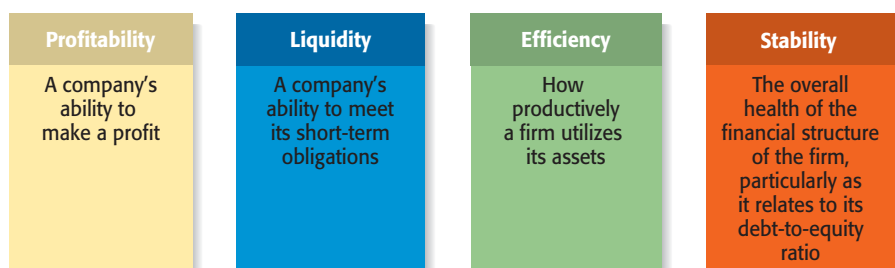 Profitability
A company's
ability to
make a profit
Liquidity
A company's
ability to meet
its short-term
obligations
Efficiency
How
productively
a firm utilizes
its assets
Stability
The overall
health of the
financial structure
of the firm,
particularly as
it relates to its
debt-to-equity
ratio